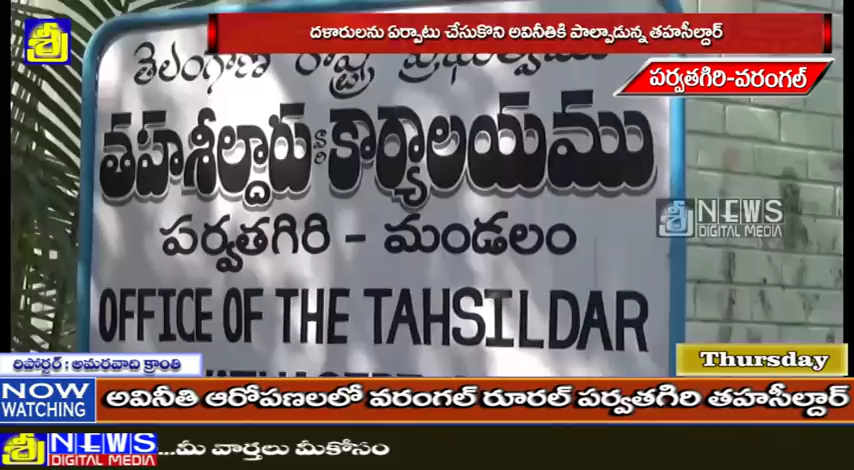 శ్రీ
దళారులను ఏర్పాటు చేసుకొని అవినీతికి పాల్పాడున్న తహసీల్దార్
పర్వతగిరి-వరంగల్
తెలంగాణ రాష్ట్ర ప్రభుత్వము
తహశీల్దారు వారి కార్యాలయము
పర్వతగిరి - మండలం
OFFICE OF THE TAHSILDAR
శ్రీ NEWS
DIGITAL MEDIA
రిపోర్టర్ : అమరవాది క్రాంతి
Thursday
NOW
WATCHING
అవినీతి ఆరోపణలలో వరంగల్ రూరల్ పర్వతగిరి తహసీల్దార్
శ్రీ NEWS
DIGITAL MEDIA
...మీ వార్తలు మీకోసం